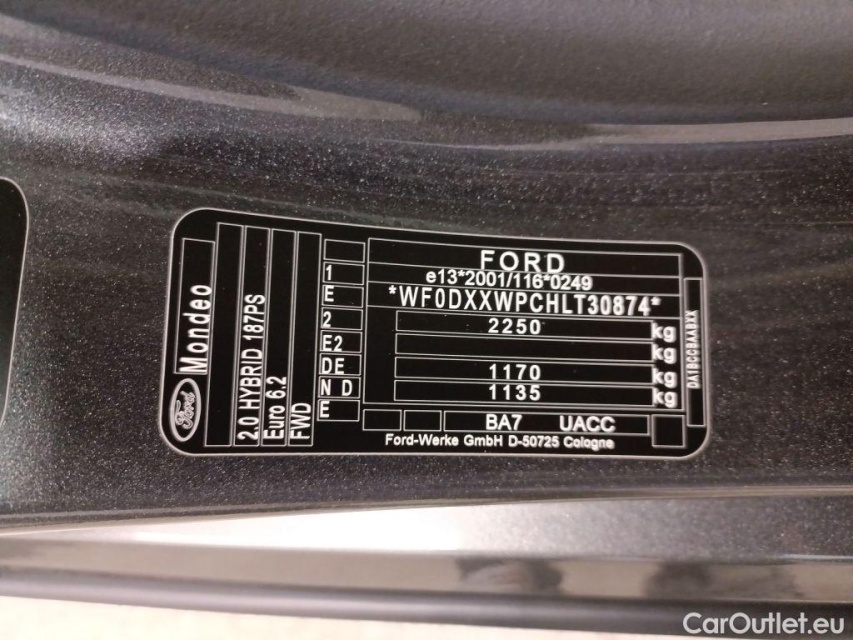 Ford
Mondeo
2.0 HYBRID 187PS
Euro 6.2
FWD
1
E
2
E2
DE
N D
E
FORD
e13*2001/116*0249
*WF0DXXWPCHLT30874*
2250 kg
kg
1170 kg
1135 kg
BA7 UACC
Ford-Werke GmbH D-50725 Cologne
CarOutlet.eu